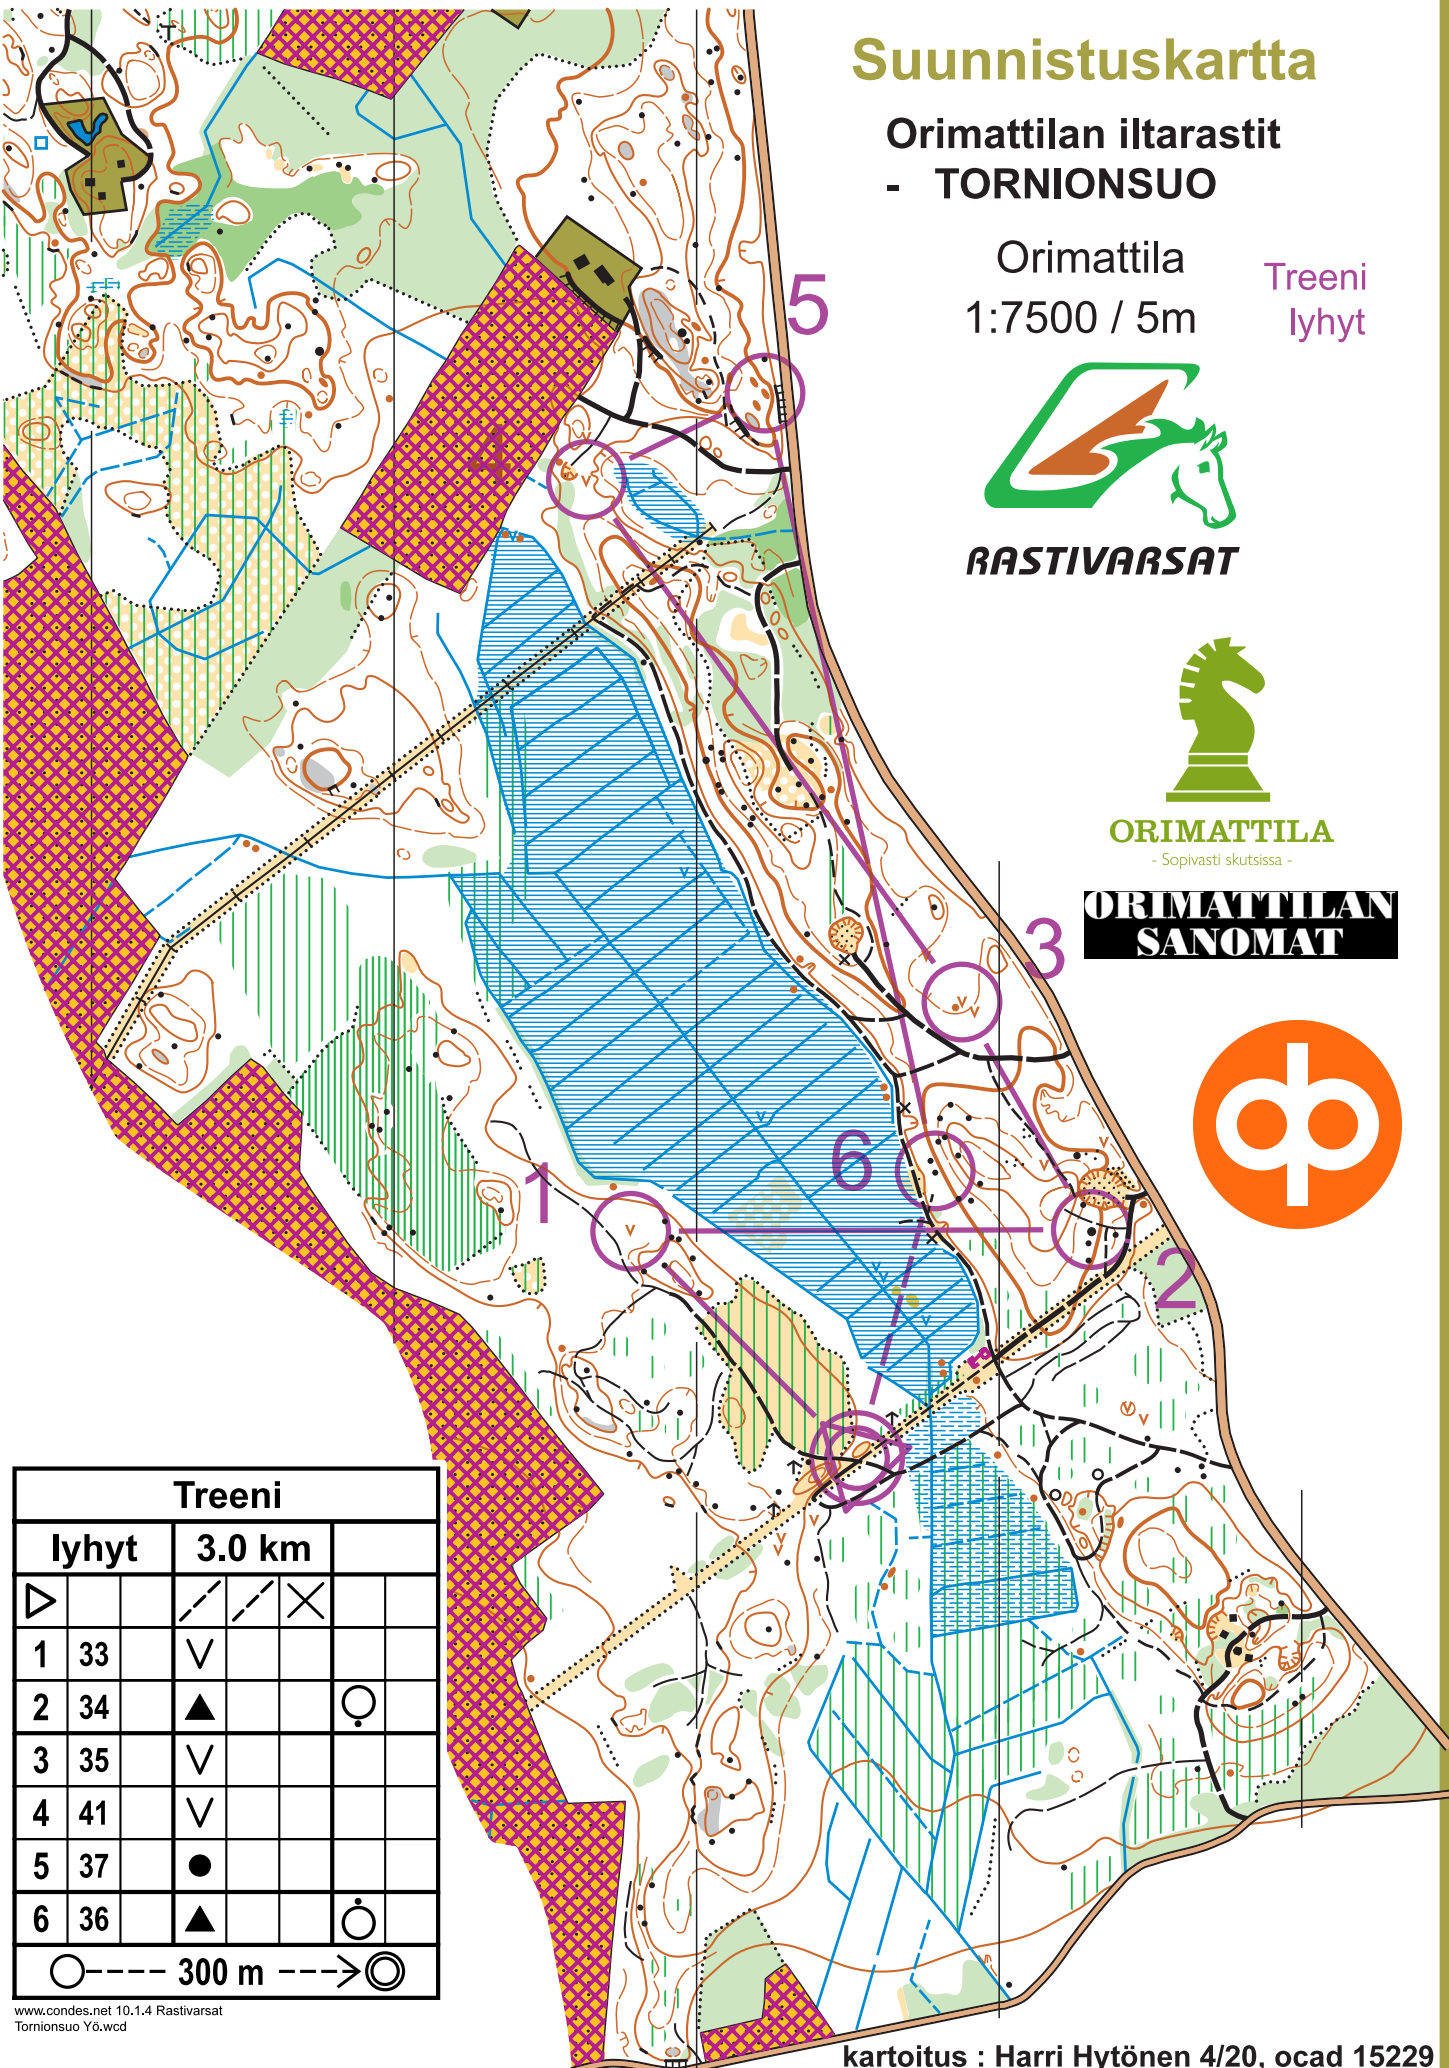 Suunnistuskartta
Orimattilan iltarastit
- TORNIONSUO
Orimattila
1:7500 / 5m
Treeni
lyhyt
RASTIVARSAT
ORIMATTILA
- Sopivasti skutsissa -
ORIMATTILAN
SANOMAT
5
4
3
6
1
2
Treeni
lyhyt 3.0 km
1 33
2 34
3 35
4 41
5 37
6 36
300 m
www.condes.net 10.1.4 Rastivarsat
Tornionsuo Yö.wcd
kartoitus : Harri Hytönen 4/20, ocad 15229